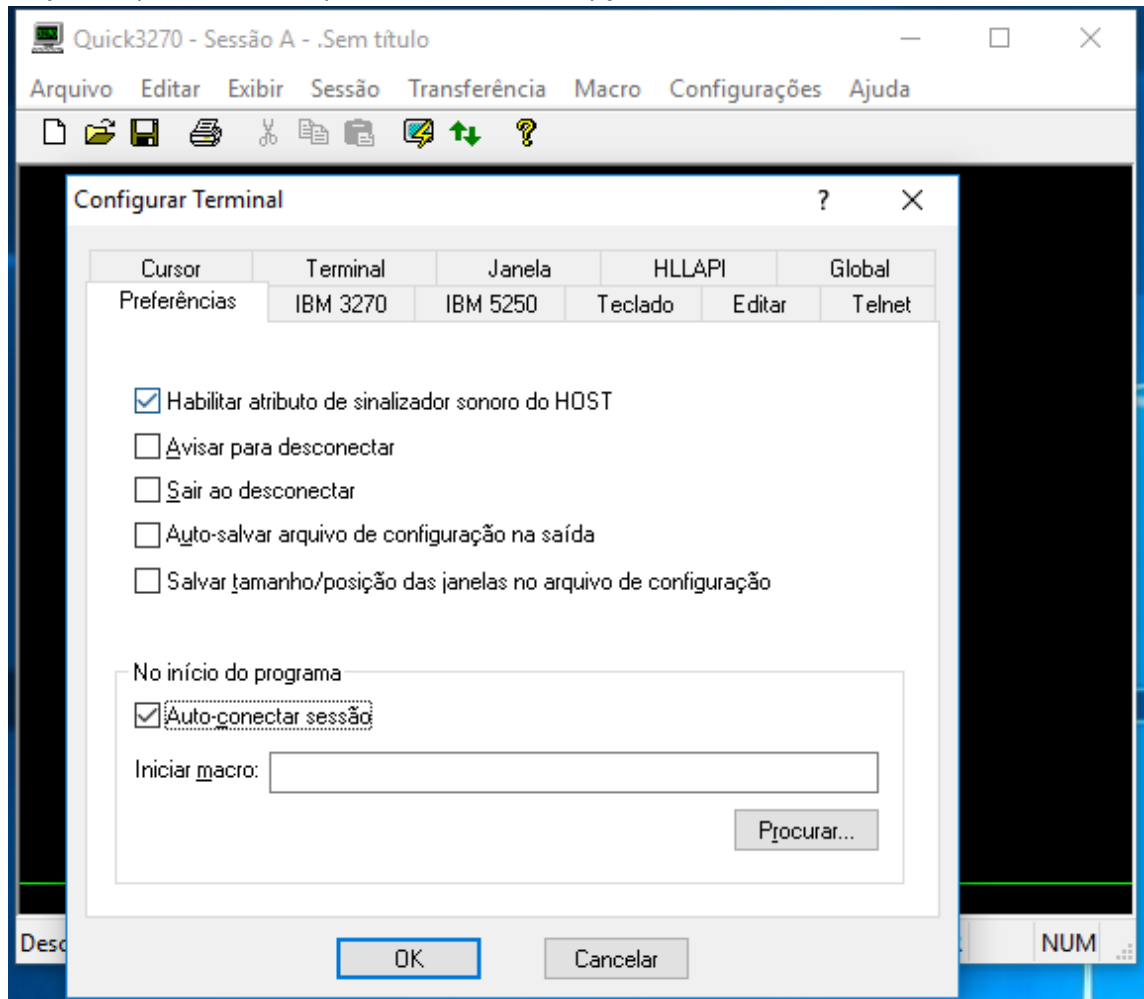 Quick3270 - Sessão A - .Sem título
Arquivo Editar Exibir Sessão Transferência Macro Configurações Ajuda
Configurar Terminal
Cursor Terminal Janela HLLAPI Global
Preferências IBM 3270 IBM 5250 Teclado Editar Telnet
Habilitar atributo de sinalizador sonoro do HOST
Avisar para desconectar
Sair ao desconectar
Auto-salvar arquivo de configuração na saída
Salvar tamanho/posição das janelas no arquivo de configuração
No início do programa
Auto-conectar sessão
Iniciar macro:
Procurar...
OK Cancelar
NUM